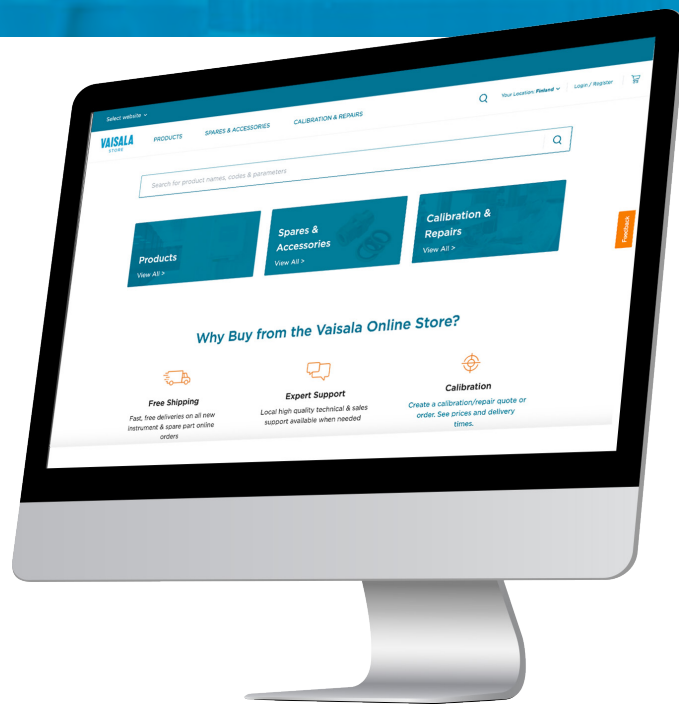 Select website
Your Location: Finland
Login / Register
VAISALA
STORE
PRODUCTS
SPARES & ACCESSORIES
CALIBRATION & REPAIRS
Search for product names, codes & parameters
Products
View All >
Spares &
Accessories
View All >
Calibration &
Repairs
View All >
Feedback
Why Buy from the Vaisala Online Store?
Free Shipping
Fast, free deliveries on all new
instrument & spare part online
orders
Expert Support
Local high quality technical & sales
support available when needed
Calibration
Create a calibration/repair quote or
order. See prices and delivery
times.